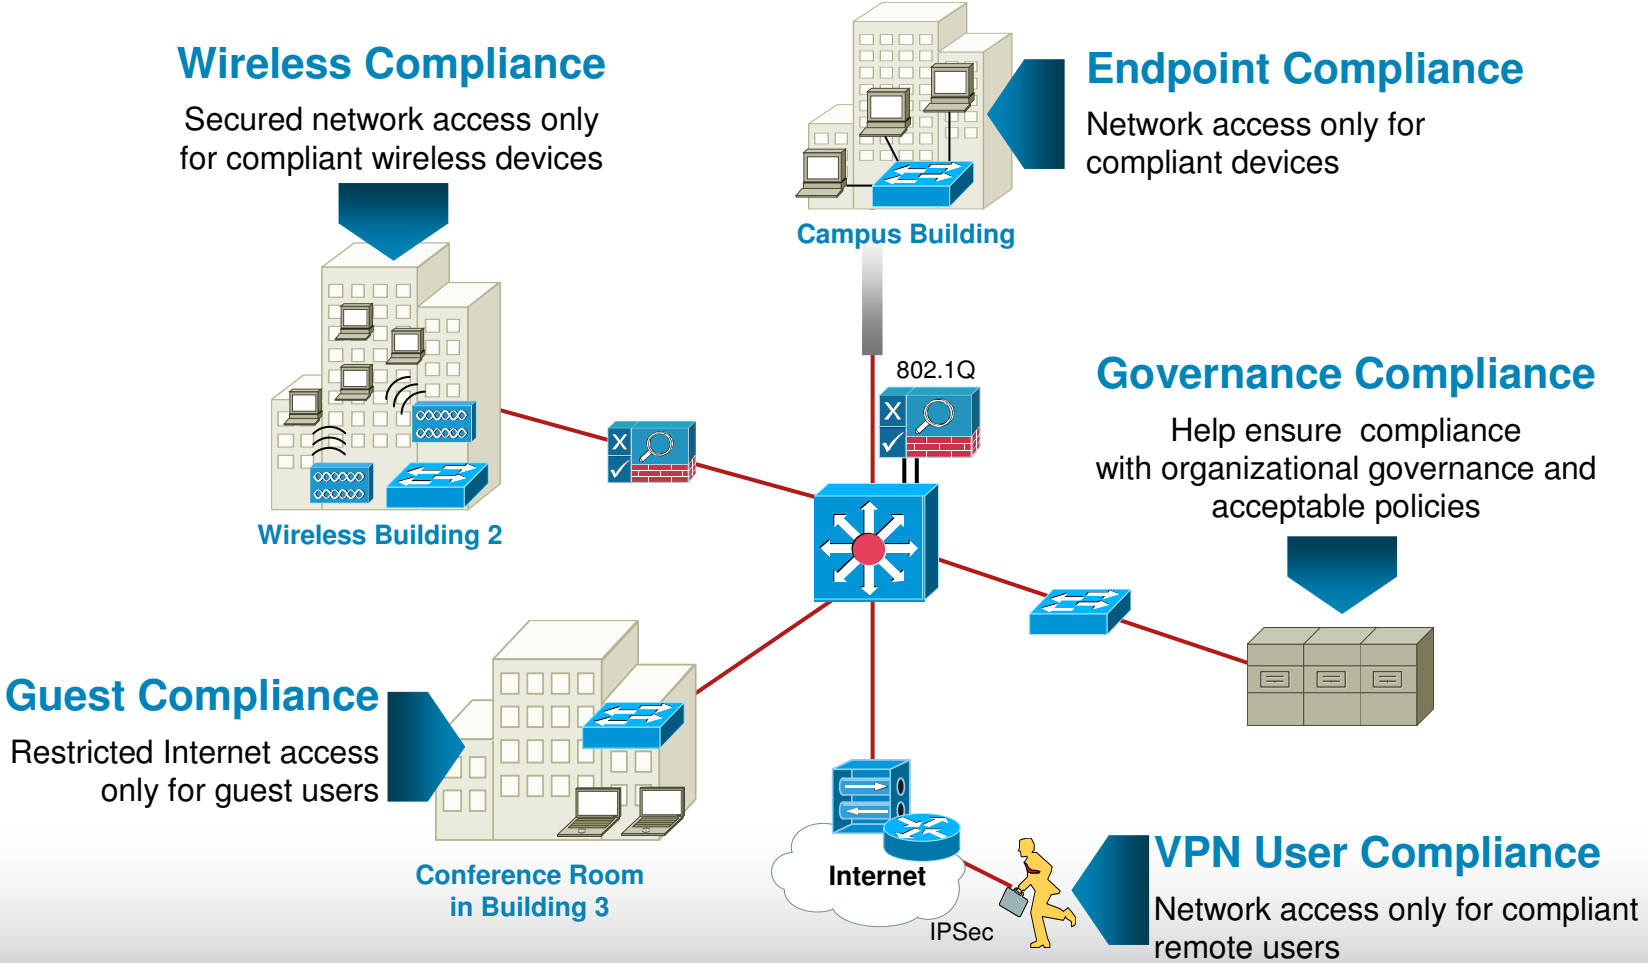 Wireless Compliance
Secured network access only
for compliant wireless devices
Endpoint Compliance
Network access only for
compliant devices
Campus Building
802.1Q
X
✓
X
✓
Wireless Building 2
Governance Compliance
Help ensure  compliance
with organizational governance and
acceptable policies
Guest Compliance
Restricted Internet access
only for guest users
Conference Room
in Building 3
Internet
IPSec
VPN User Compliance
Network access only for compliant
remote users